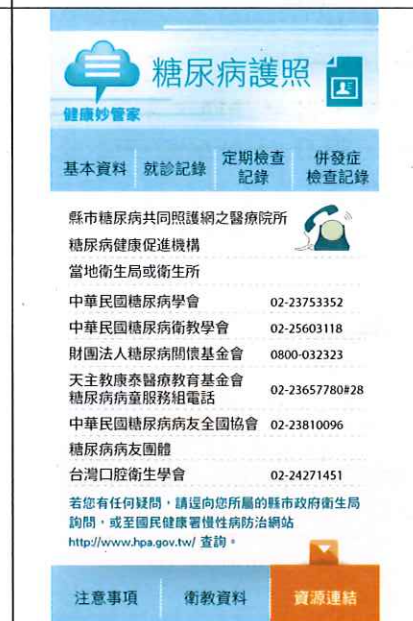 糖尿病護照
健康妙管家
基本資料
就診記錄
定期檢查
記錄
併發症
檢查記錄
縣市糖尿病共同照護網之醫療院所
糖尿病健康促進機構
當地衛生局或衛生所
中華民國糖尿病學會 02-23753352
中華民國糖尿病衛教學會 02-25603118
財團法人糖尿病關懷基金會 0800-032323
天主教康泰醫療教育基金會
糖尿病病童服務組電話 02-23657780#28
中華民國糖尿病病友全國協會 02-23810096
糖尿病病友團體
台灣口腔衛生學會 02-24271451
若您有任何疑問，請逕向您所屬的縣市政府衛生局
詢問，或至國民健康署慢性病防治網站
http://www.hpa.gov.tw/ 查詢。
注意事項
衛教資料
資源連結